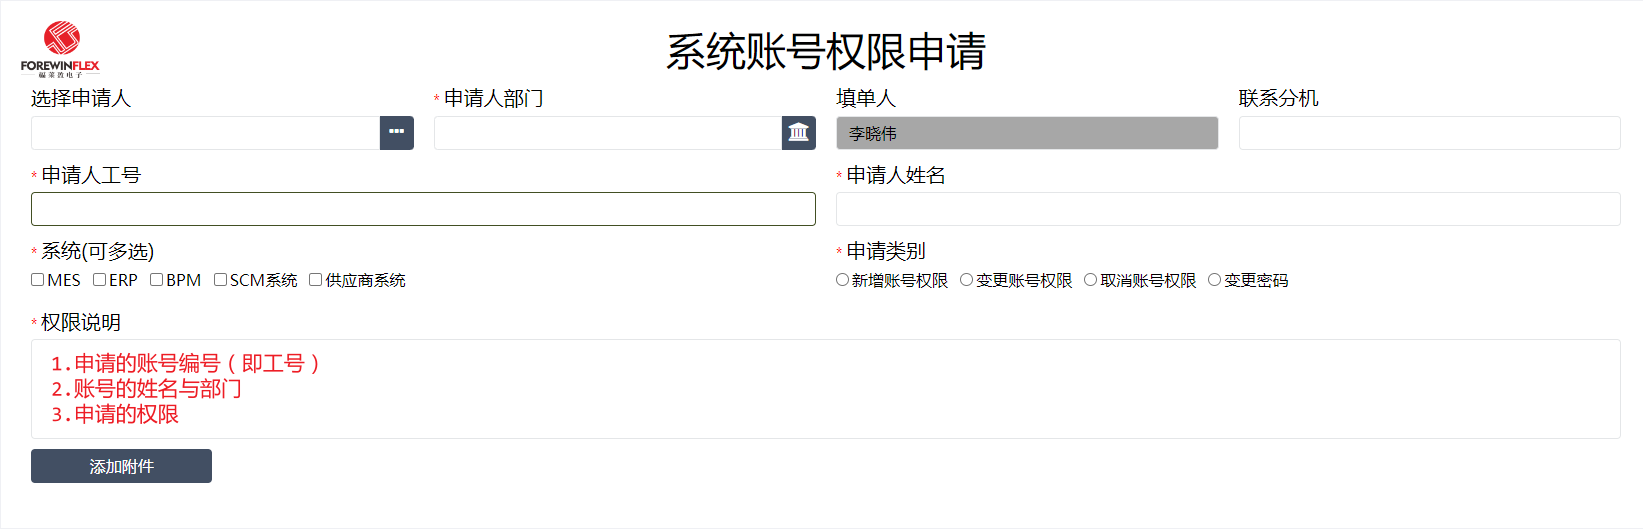 FOREWINFLEX
福莱盈电子
系统账号权限申请
选择申请人
* 申请人部门
填单人
联系分机
李晓伟
* 申请人工号
* 申请人姓名
* 系统(可多选)
* 申请类别
MES ERP BPM SCM系统 供应商系统
新增账号权限 变更账号权限 取消账号权限 变更密码
* 权限说明
1.申请的账号编号（即工号）
2.账号的姓名与部门
3.申请的权限
添加附件